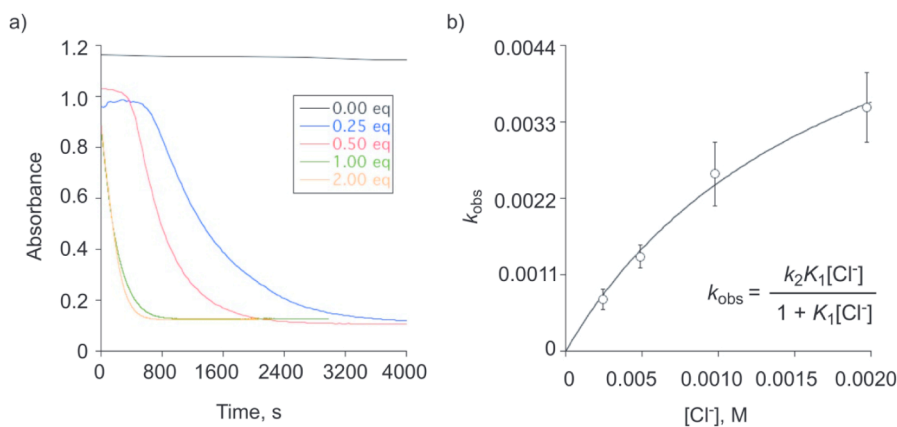 a)
1.2
1.0
0.8
0.6
0.4
0.2
0
Absorbance
0.00 eq
0.25 eq
0.50 eq
1.00 eq
2.00 eq
0 800 1600 2400 3200 4000
Time, s
b)
0.0044
0.0033
0.0022
0.0011
0
kobs
kobs = k2K1[Cl-]
1 + K1[Cl-]
0 0.005 0.0010 0.0015 0.0020
[Cl-], M